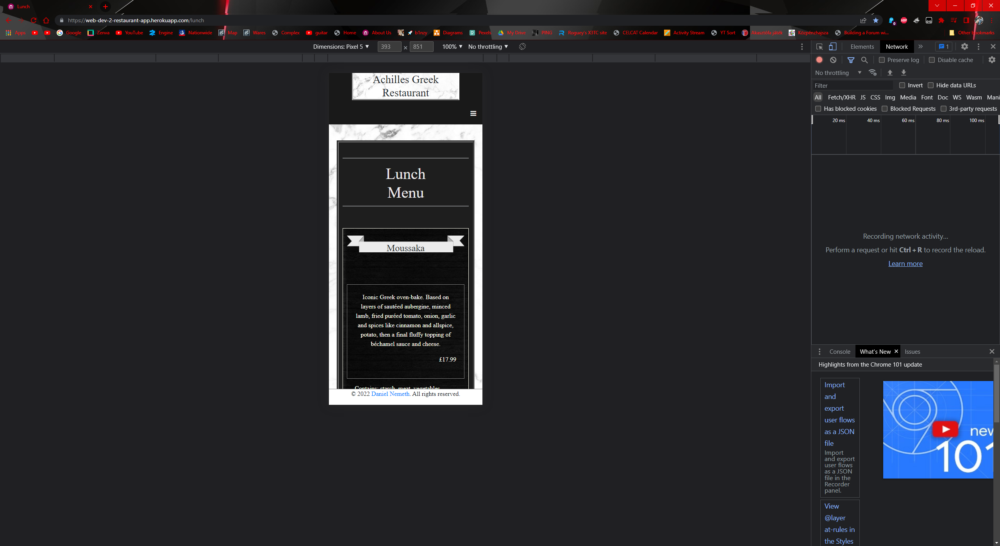 Lunch
https://web-dev-2-restaurant-app.herokuapp.com/lunch
Apps Google Zenva YouTube Engine Nationwide Map Wares Complex guitar Home About Us b1nzy Diagrams Pexels My Drive PING Roguey's X3TC site CELCAT Calendar Activity Stream YT Sort Akasztófa játék Közpénzhajsza Building a Forum wi... Other bookmarks
Dimensions: Pixel 5 393 × 851 100% No throttling
Elements Network 1
Preserve log Disable cache
No throttling
Filter Invert Hide data URLs
All Fetch/XHR JS CSS Img Media Font Doc WS Wasm Mani
Has blocked cookies Blocked Requests 3rd-party requests
20 ms 40 ms 60 ms 80 ms 100 ms
Recording network activity...
Perform a request or hit Ctrl + R to record the reload.
Learn more
Console What's New Issues
Highlights from the Chrome 101 update
Import
and
export
user flows
as a JSON
file
Import
and export
user flows
as a JSON
file in the
Recorder
panel.
View
@layer
at-rules in
the Styles
new
101
Achilles Greek
Restaurant
Lunch
Menu
Moussaka
Iconic Greek oven-bake. Based on
layers of sautéed aubergine, minced
lamb, fried puréed tomato, onion, garlic
and spices like cinnamon and allspice,
potato, then a final fluffy topping of
béchamel sauce and cheese.
£17.99
Contains: starch, meat, vegetables
© 2022 Daniel Nemeth. All rights reserved.